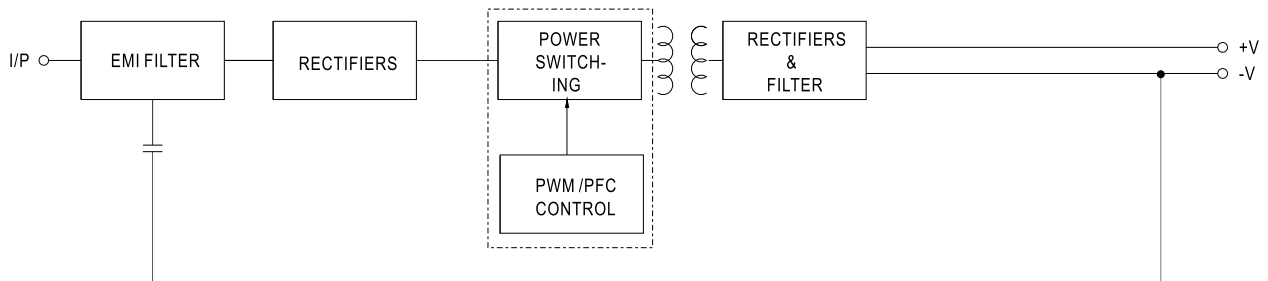 I/P
EMI FILTER
RECTIFIERS
POWER
SWITCH-
ING
PWM/PFC
CONTROL
RECTIFIERS
&
FILTER
+V
-V